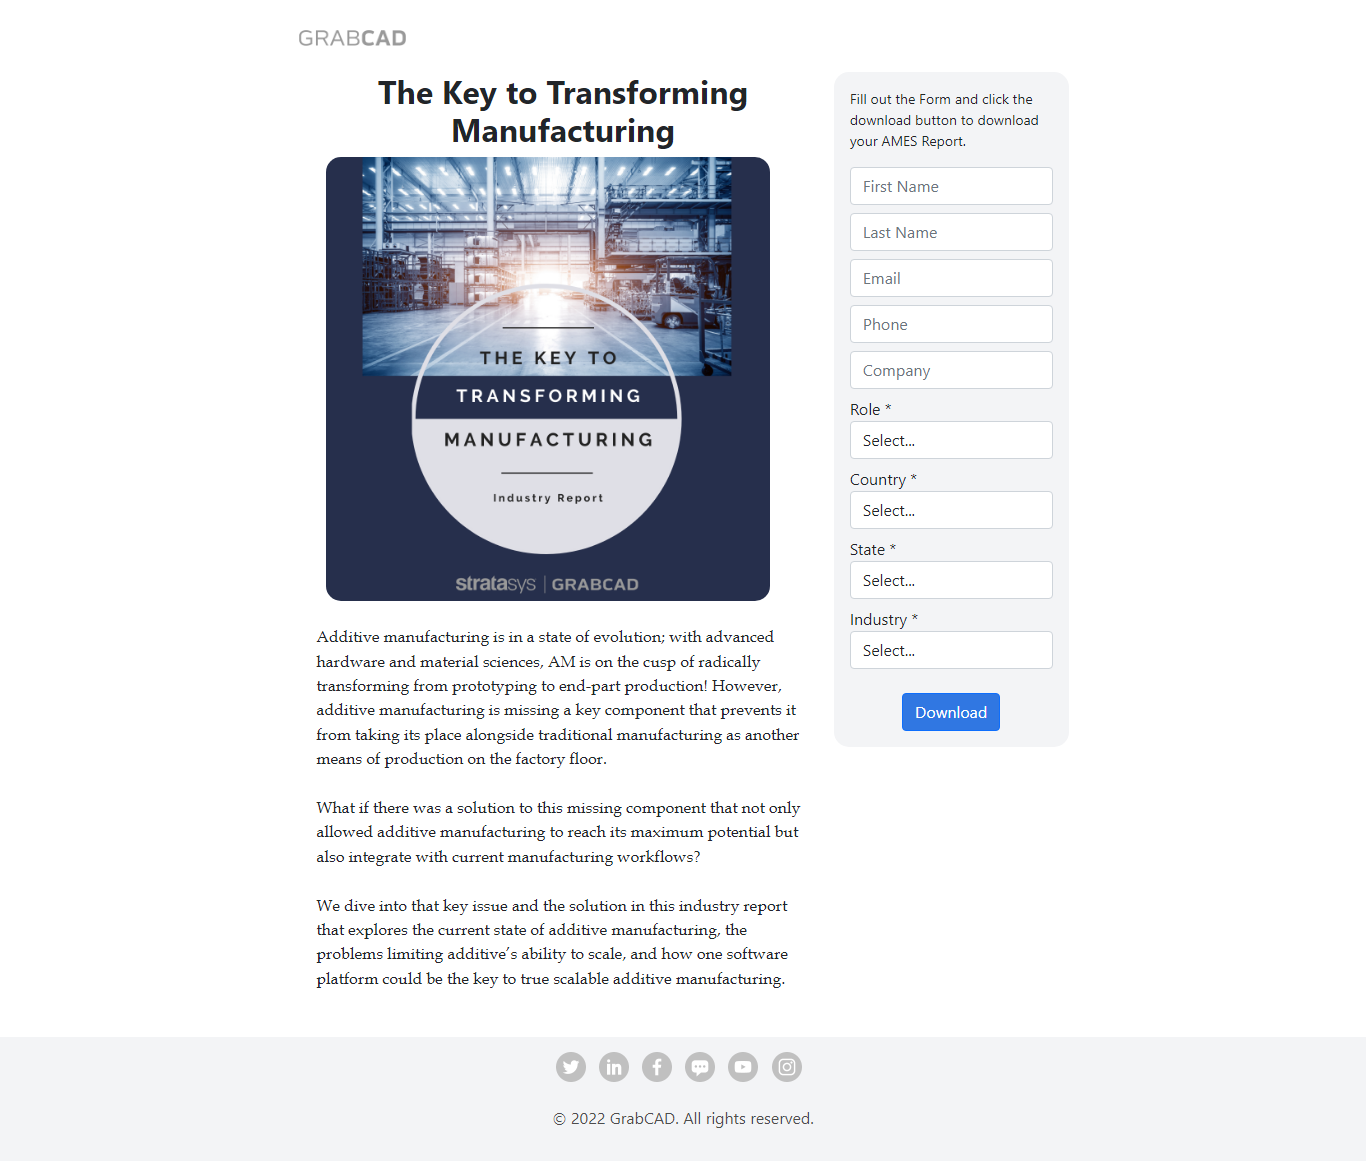 GRABCAD
The Key to Transforming
Manufacturing
THE KEY TO
TRANSFORMING
MANUFACTURING
Industry Report
stratasys | GRABCAD
Additive manufacturing is in a state of evolution; with advanced
hardware and material sciences, AM is on the cusp of radically
transforming from prototyping to end-part production! However,
additive manufacturing is missing a key component that prevents it
from taking its place alongside traditional manufacturing as another
means of production on the factory floor.
What if there was a solution to this missing component that not only
allowed additive manufacturing to reach its maximum potential but
also integrate with current manufacturing workflows?
We dive into that key issue and the solution in this industry report
that explores the current state of additive manufacturing, the
problems limiting additive’s ability to scale, and how one software
platform could be the key to true scalable additive manufacturing.
Fill out the Form and click the
download button to download
your AMES Report.
First Name
Last Name
Email
Phone
Company
Role *
Select...
Country *
Select...
State *
Select...
Industry *
Select...
Download
© 2022 GrabCAD. All rights reserved.